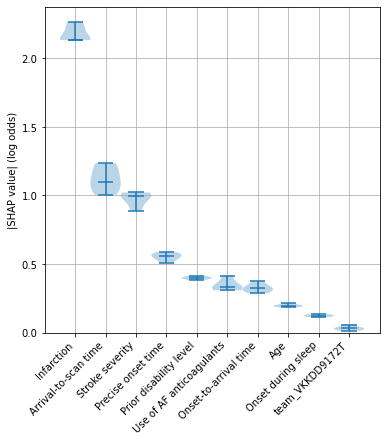 |SHAP value| (log odds)
2.0
1.5
1.0
0.5
0.0
Infarction
Arrival-to-scan time
Stroke severity
Precise onset time
Prior disability level
Use of AF anticoagulants
Onset-to-arrival time
Age
Onset during sleep
team_VKKDD9172T